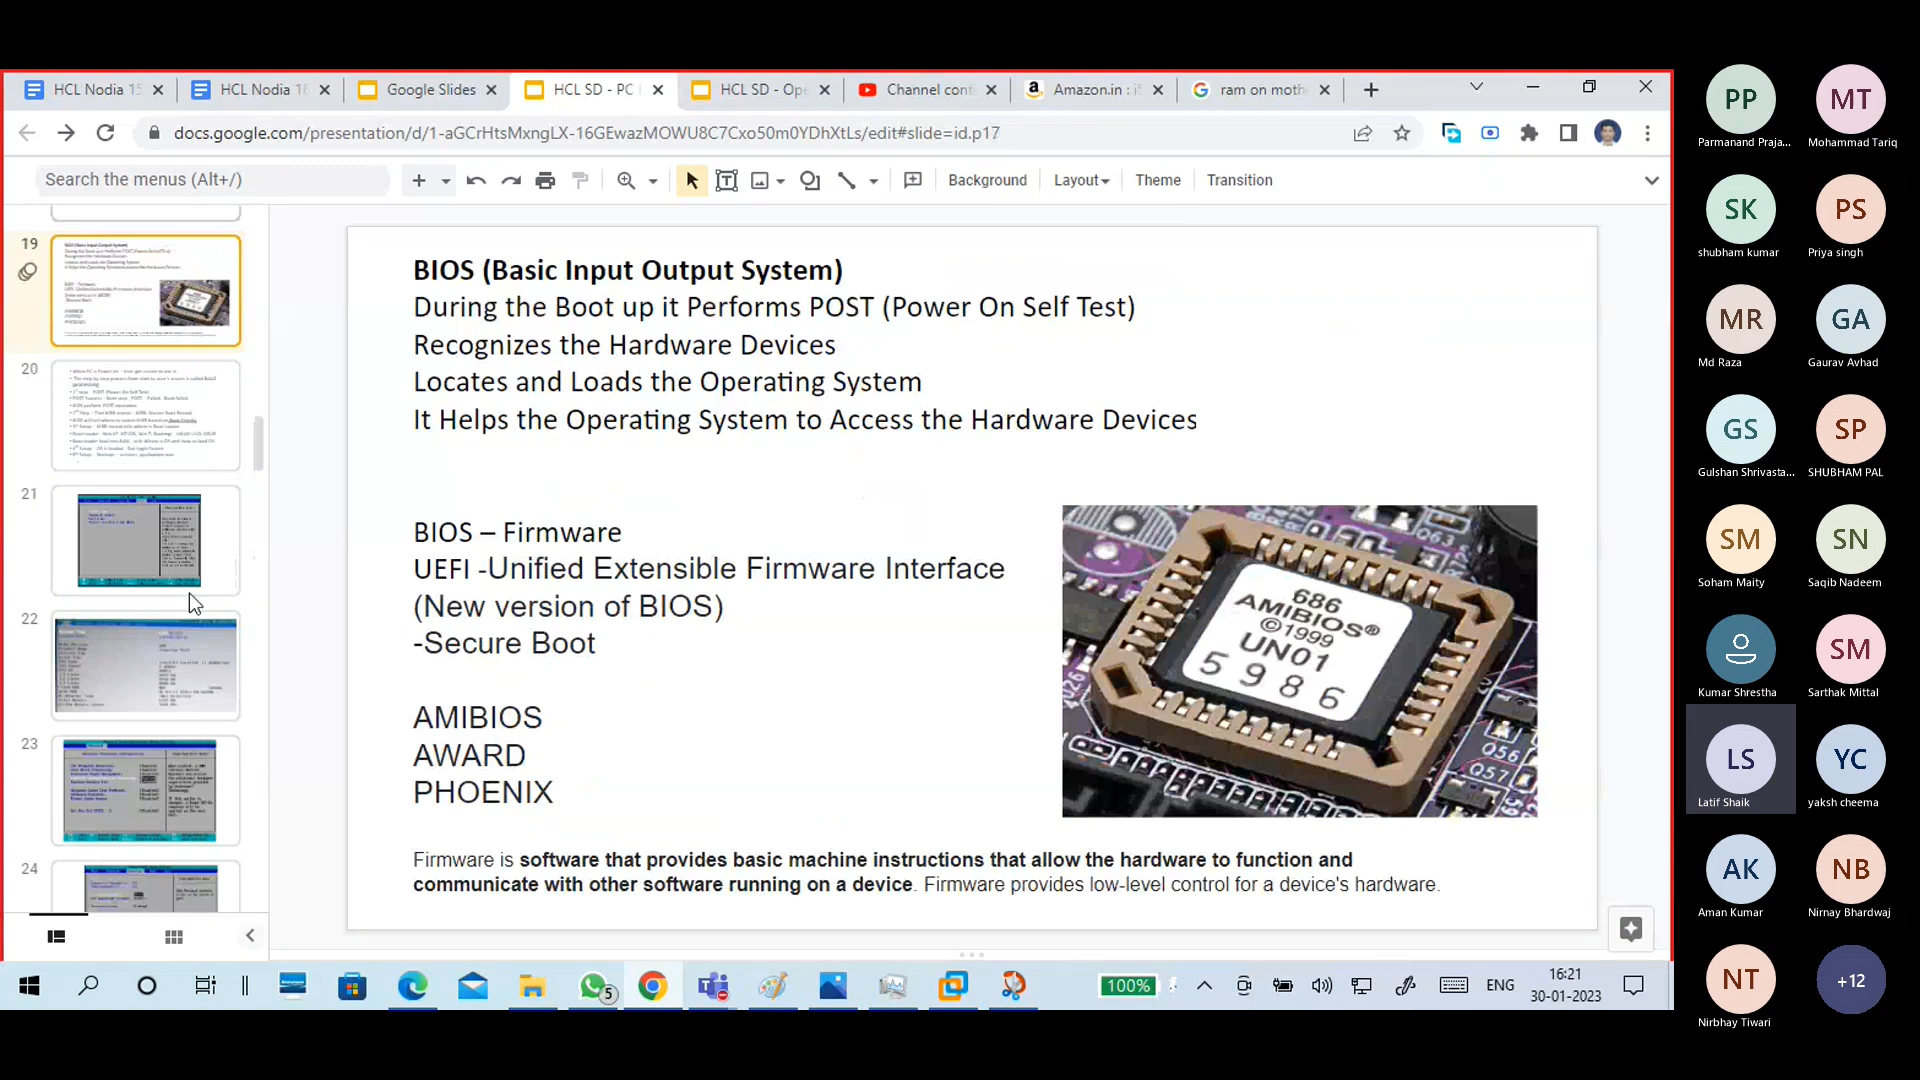 HCL Nodia 15
HCL Nodia 16
Google Slides
HCL SD - PC
HCL SD - Ope
Channel cont
Amazon.in : i5
ram on moth
docs.google.com/presentation/d/1-aGCrHtsMxngLX-16GEwazMOWU8C7Cxo50m0YDhXtLs/edit#slide=id.p17
Search the menus (Alt+/)
Background
Layout
Theme
Transition
19
20
21
22
23
24
BIOS (Basic Input Output System)
During the Boot up it Performs POST (Power On Self Test)
Recognizes the Hardware Devices
Locates and Loads the Operating System
It Helps the Operating System to Access the Hardware Devices
BIOS – Firmware
UEFI -Unified Extensible Firmware Interface
(New version of BIOS)
-Secure Boot
AMIBIOS
AWARD
PHOENIX
686
AMIBIOS®
©1999
UN01
5986
Q63
Q26
Q56
Q57
Firmware is software that provides basic machine instructions that allow the hardware to function and
communicate with other software running on a device. Firmware provides low-level control for a device's hardware.
5
100%
ENG
16:21
30-01-2023
PP
Parmanand Praja...
MT
Mohammad Tariq
SK
shubham kumar
PS
Priya singh
MR
Md Raza
GA
Gaurav Avhad
GS
Gulshan Shrivasta...
SP
SHUBHAM PAL
SM
Soham Maity
SN
Saqib Nadeem
Kumar Shrestha
SM
Sarthak Mittal
LS
Latif Shaik
YC
yaksh cheema
AK
Aman Kumar
NB
Nirnay Bhardwaj
NT
Nirbhay Tiwari
+12